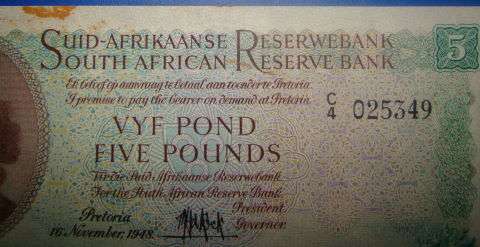 SUID-AFRIKAANSE RESERWEBANK
SOUTH AFRICAN RESERVE BANK
5
Ek beloof op aanvraag te betaal aan toonder te Pretoria.
I promise to pay the bearer on demand at Pretoria.
C/4 025349
VYF POND
FIVE POUNDS
Vir die Suid Afrikaanse Reserwebank
For the South African Reserve Bank.
Pretoria
President
16 November, 1948.
Governor.